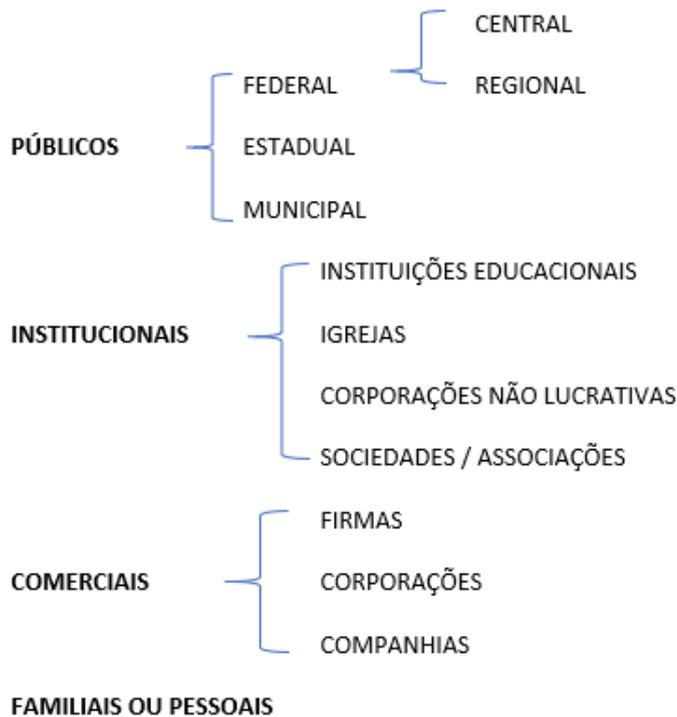 CENTRAL
FEDERAL
REGIONAL
PÚBLICOS
ESTADUAL
MUNICIPAL
INSTITUIÇÕES EDUCACIONAIS
INSTITUCIONAIS
IGREJAS
CORPORAÇÕES NÃO LUCRATIVAS
SOCIEDADES / ASSOCIAÇÕES
FIRMAS
COMERCIAIS
CORPORAÇÕES
COMPANHIAS
FAMILIAIS OU PESSOAIS